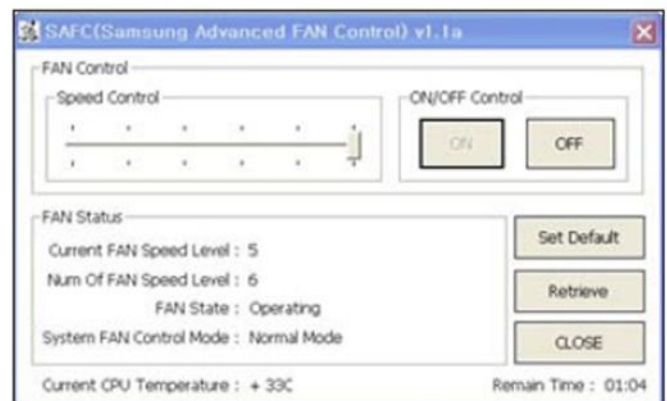 SAFC(Samsung Advanced FAN Control) v1.1a
FAN Control
Speed Control
ON/OFF Control
ON
OFF
FAN Status
Current FAN Speed Level : 5
Num Of FAN Speed Level : 6
FAN State : Operating
System FAN Control Mode : Normal Mode
Set Default
Retrieve
CLOSE
Current CPU Temperature : + 33C
Remain Time : 01:04